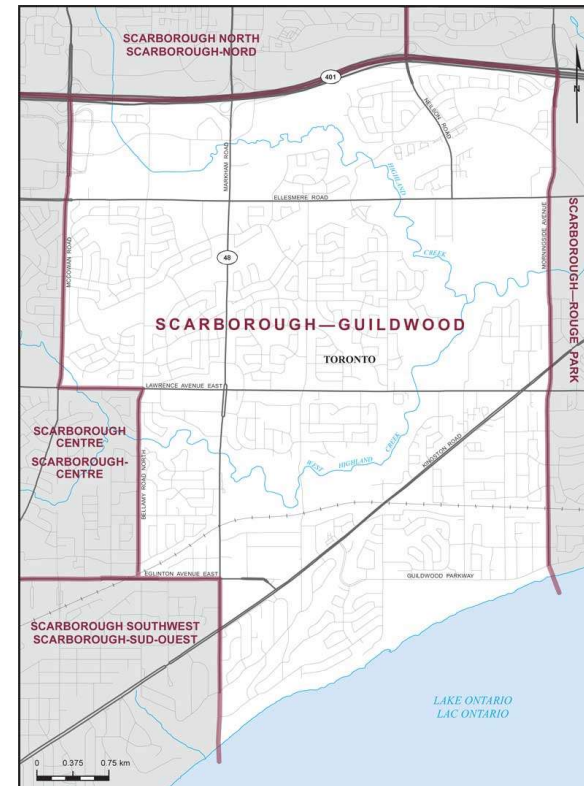 SCARBOROUGH NORTH
SCARBOROUGH-NORD
401
N
HEILSON ROAD
MARKHAM ROAD
HIGHLAND
CREEK
ELLESMERE ROAD
MCCOWAN ROAD
MORNINGSIDE AVENUE
SCARBOROUGH—ROUGE PARK
48
SCARBOROUGH—GUILDWOOD
TORONTO
LAWRENCE AVENUE EAST
SCARBOROUGH
CENTRE
SCARBOROUGH-
CENTRE
BELLAMY ROAD NORTH
WEST HIGHLAND CREEK
KINGSTON ROAD
EGLINTON AVENUE EAST
GUILDWOOD PARKWAY
SCARBOROUGH SOUTHWEST
SCARBOROUGH-SUD-OUEST
LAKE ONTARIO
LAC ONTARIO
0 0.375 0.75 km